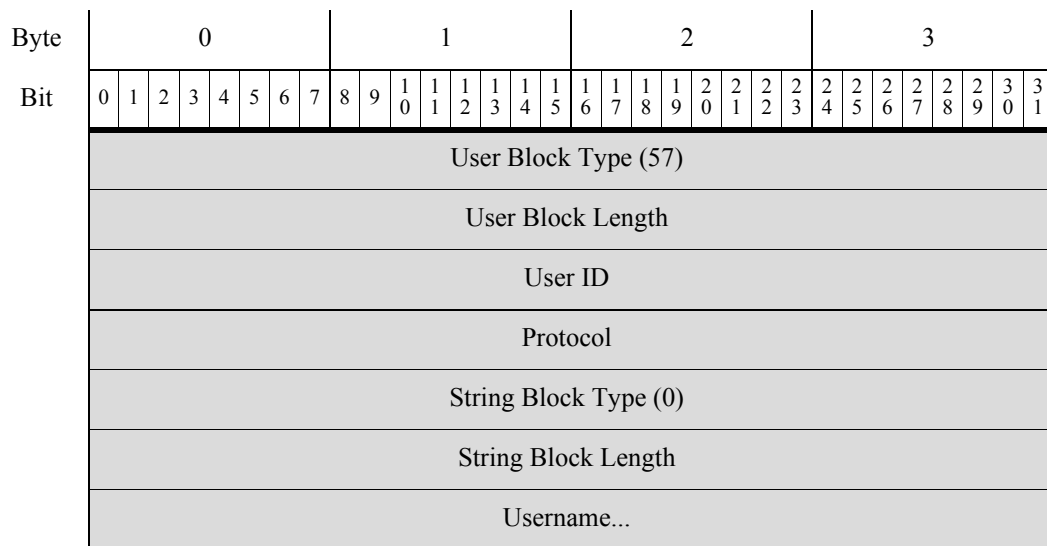 Byte 0 1 2 3
Bit 0 1 2 3 4 5 6 7 8 9 10 11 12 13 14 15 16 17 18 19 20 21 22 23 24 25 26 27 28 29 30 31
User Block Type (57)
User Block Length
User ID
Protocol
String Block Type (0)
String Block Length
Username...